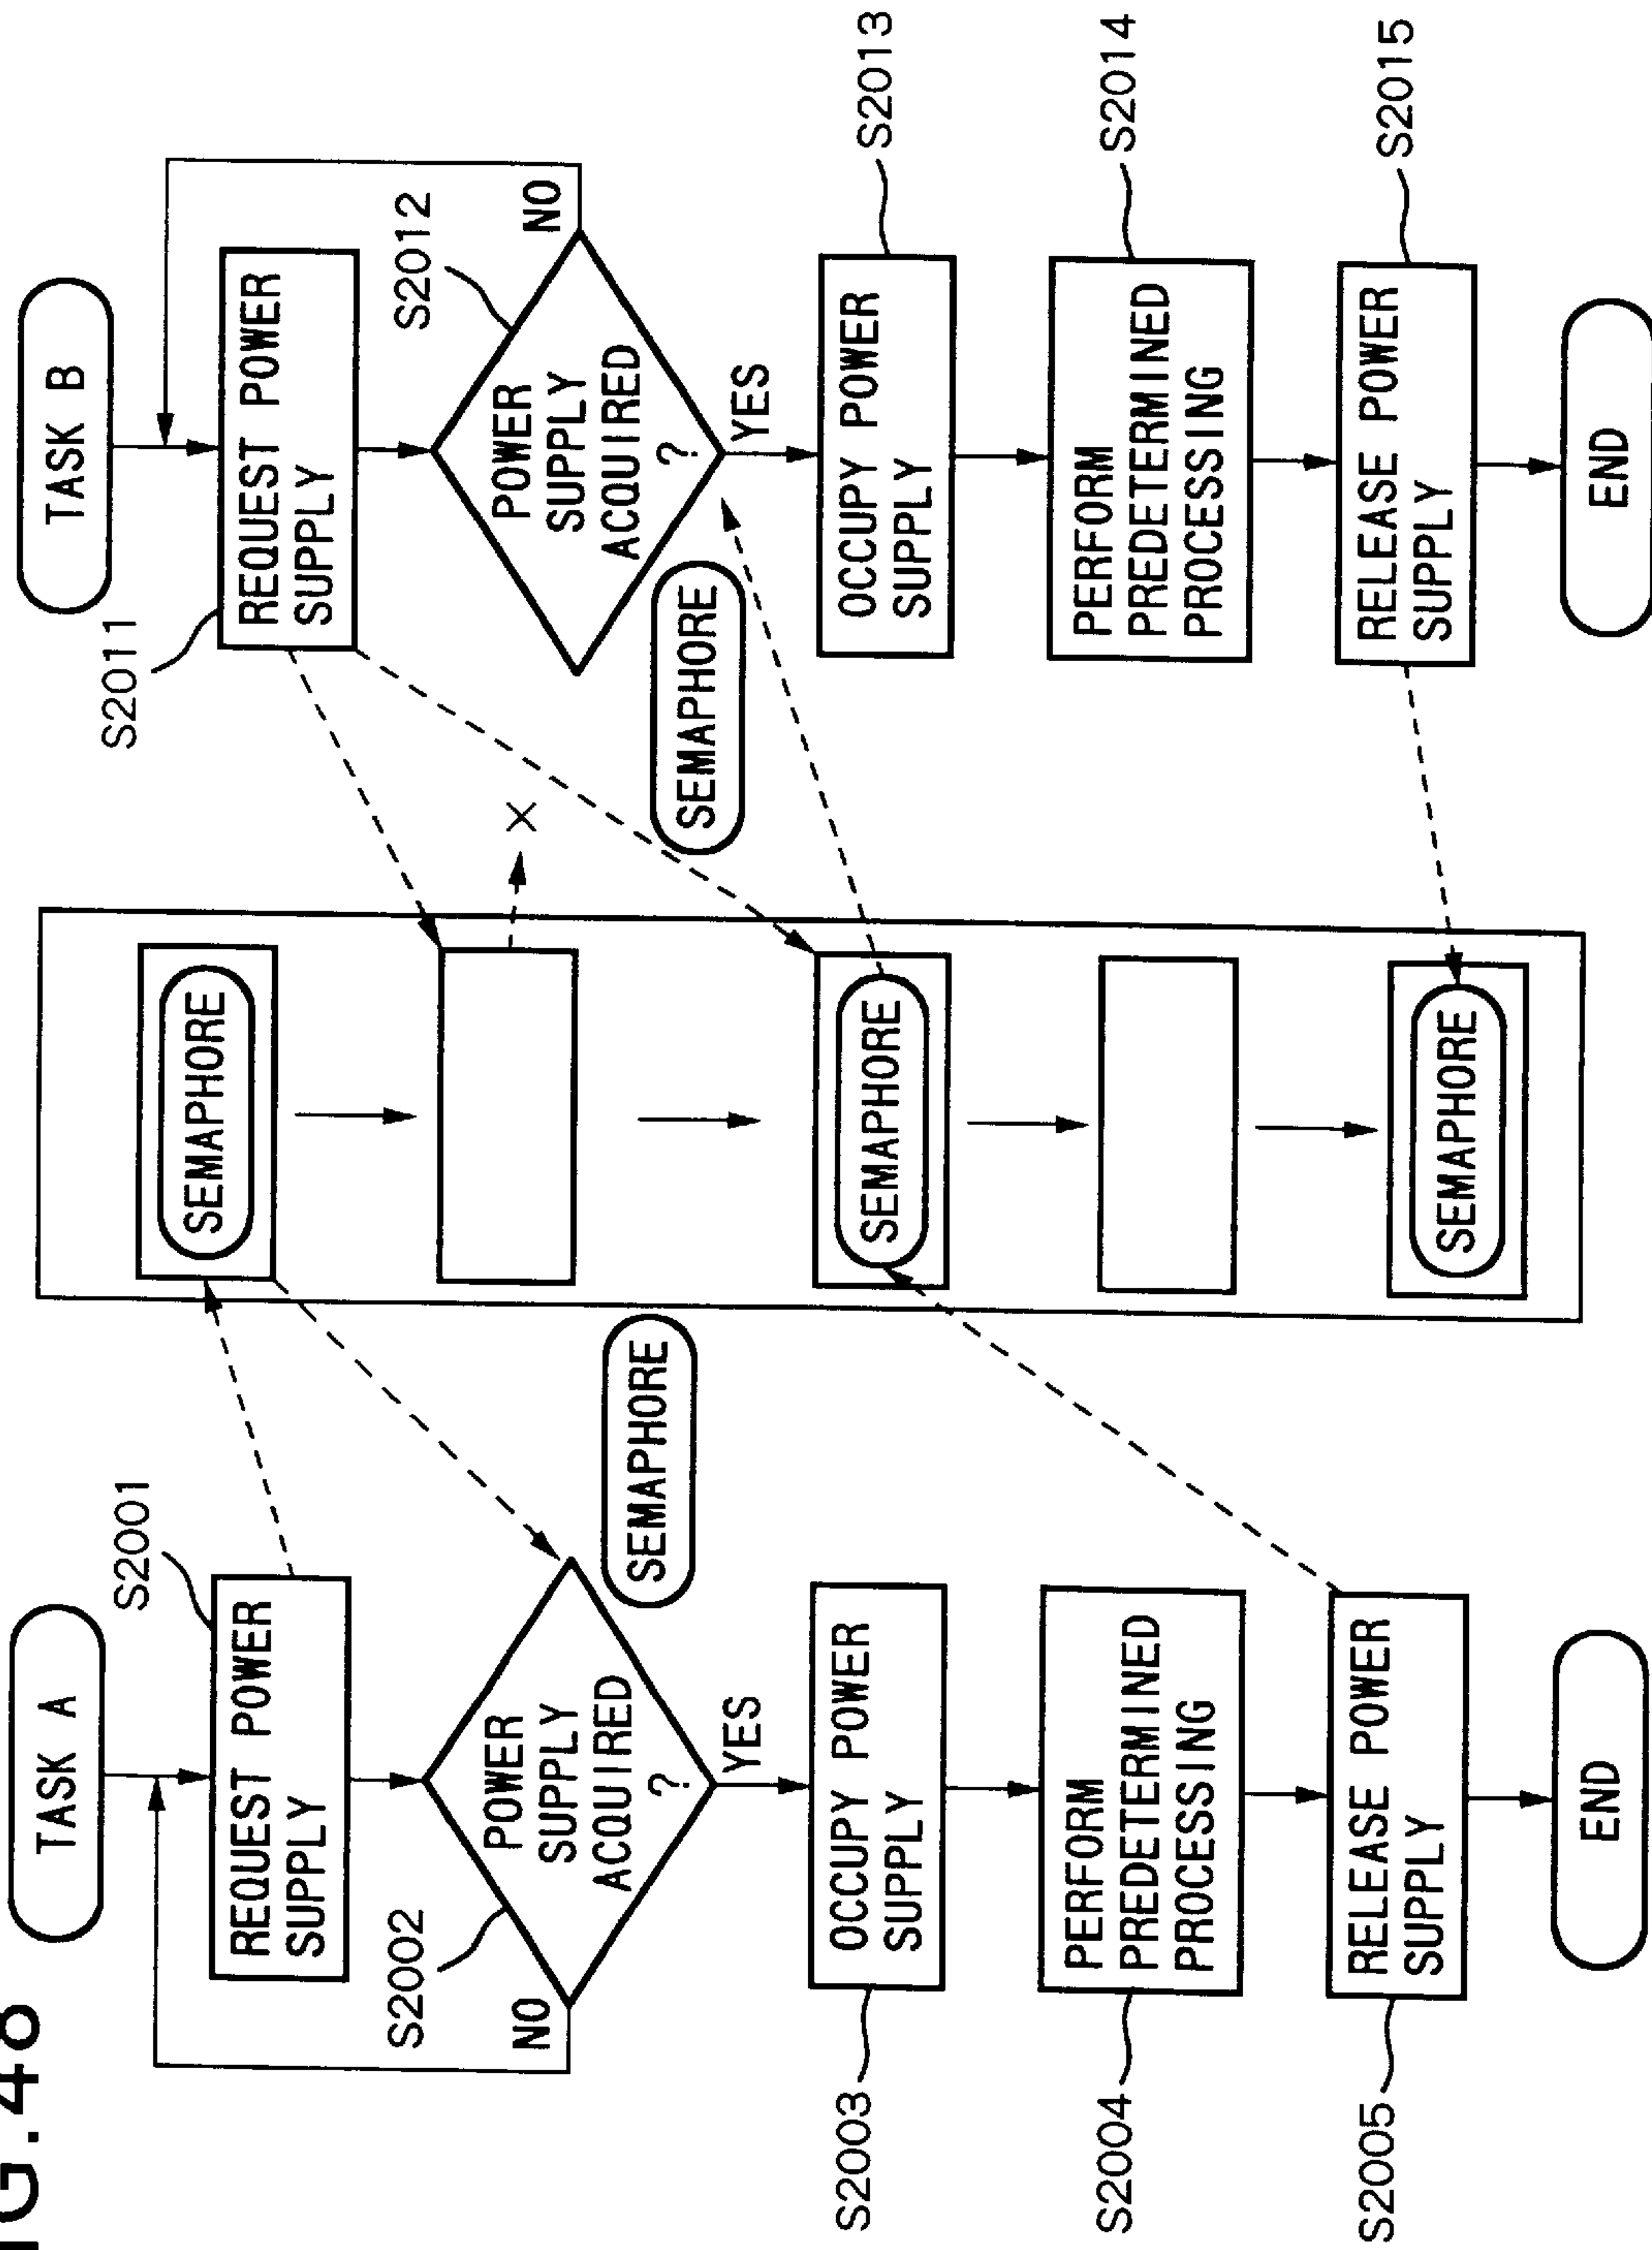 IG.48
TASK A
S2001
REQUEST POWER
SUPPLY
S2002
POWER
SUPPLY
ACQUIRED
?
NO
YES
SEMAPHORE
S2003
OCCUPY POWER
SUPPLY
S2004
PERFORM
PREDETERMINED
PROCESSING
S2005
RELEASE POWER
SUPPLY
END
SEMAPHORE
SEMAPHORE
SEMAPHORE
TASK B
S2011
REQUEST POWER
SUPPLY
×
S2012
POWER
SUPPLY
ACQUIRED
?
NO
YES
SEMAPHORE
OCCUPY POWER
SUPPLY
S2013
PERFORM
PREDETERMINED
PROCESSING
S2014
RELEASE POWER
SUPPLY
S2015
END